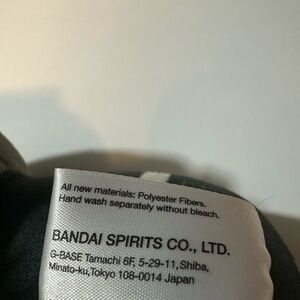 All new materials: Polyester Fibers.
Hand wash separately without bleach.
BANDAI SPIRITS CO., LTD.
G-BASE Tamachi 6F, 5-29-11,Shiba,
Minato-ku,Tokyo 108-0014 Japan